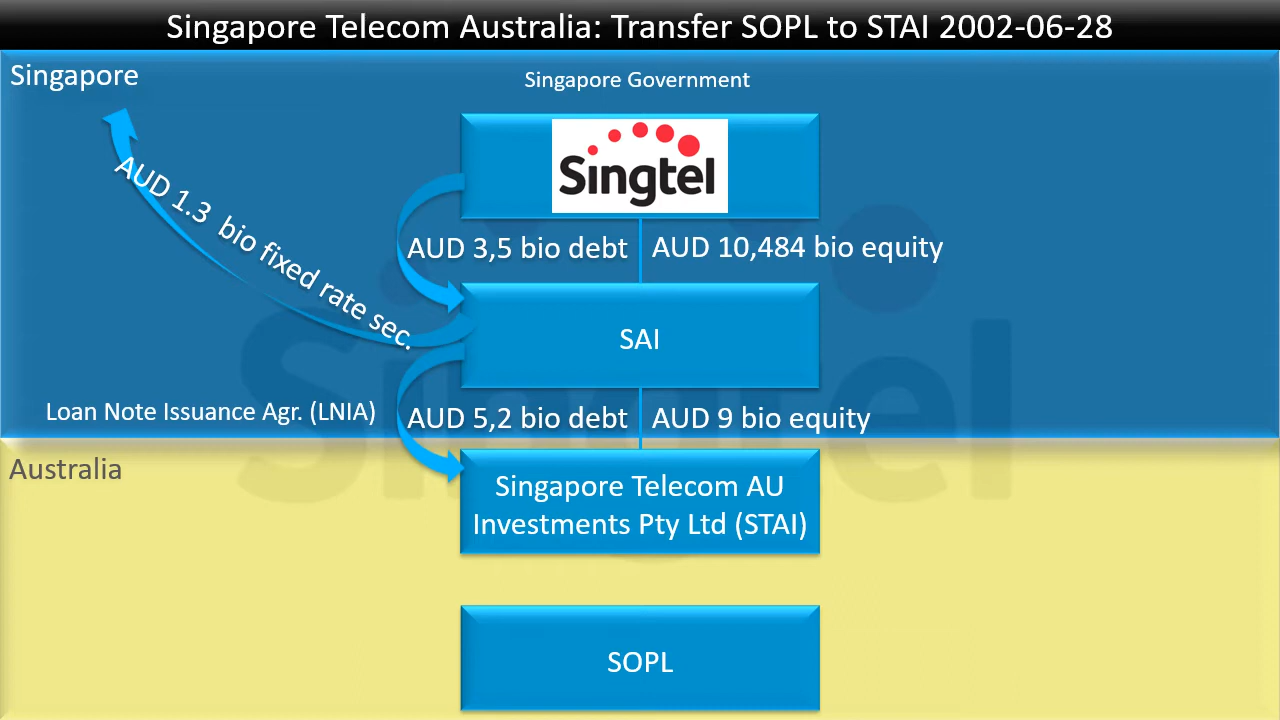 Singapore Telecom Australia: Transfer SOPL to STAI 2002-06-28
Singapore
Singapore Government
Singtel
AUD 1.3 bio fixed rate sec.
AUD 3,5 bio debt
AUD 10,484 bio equity
SAI
Loan Note Issuance Agr. (LNIA)
AUD 5,2 bio debt
AUD 9 bio equity
Singtel
Australia
Singapore Telecom AU
Investments Pty Ltd (STAI)
SOPL